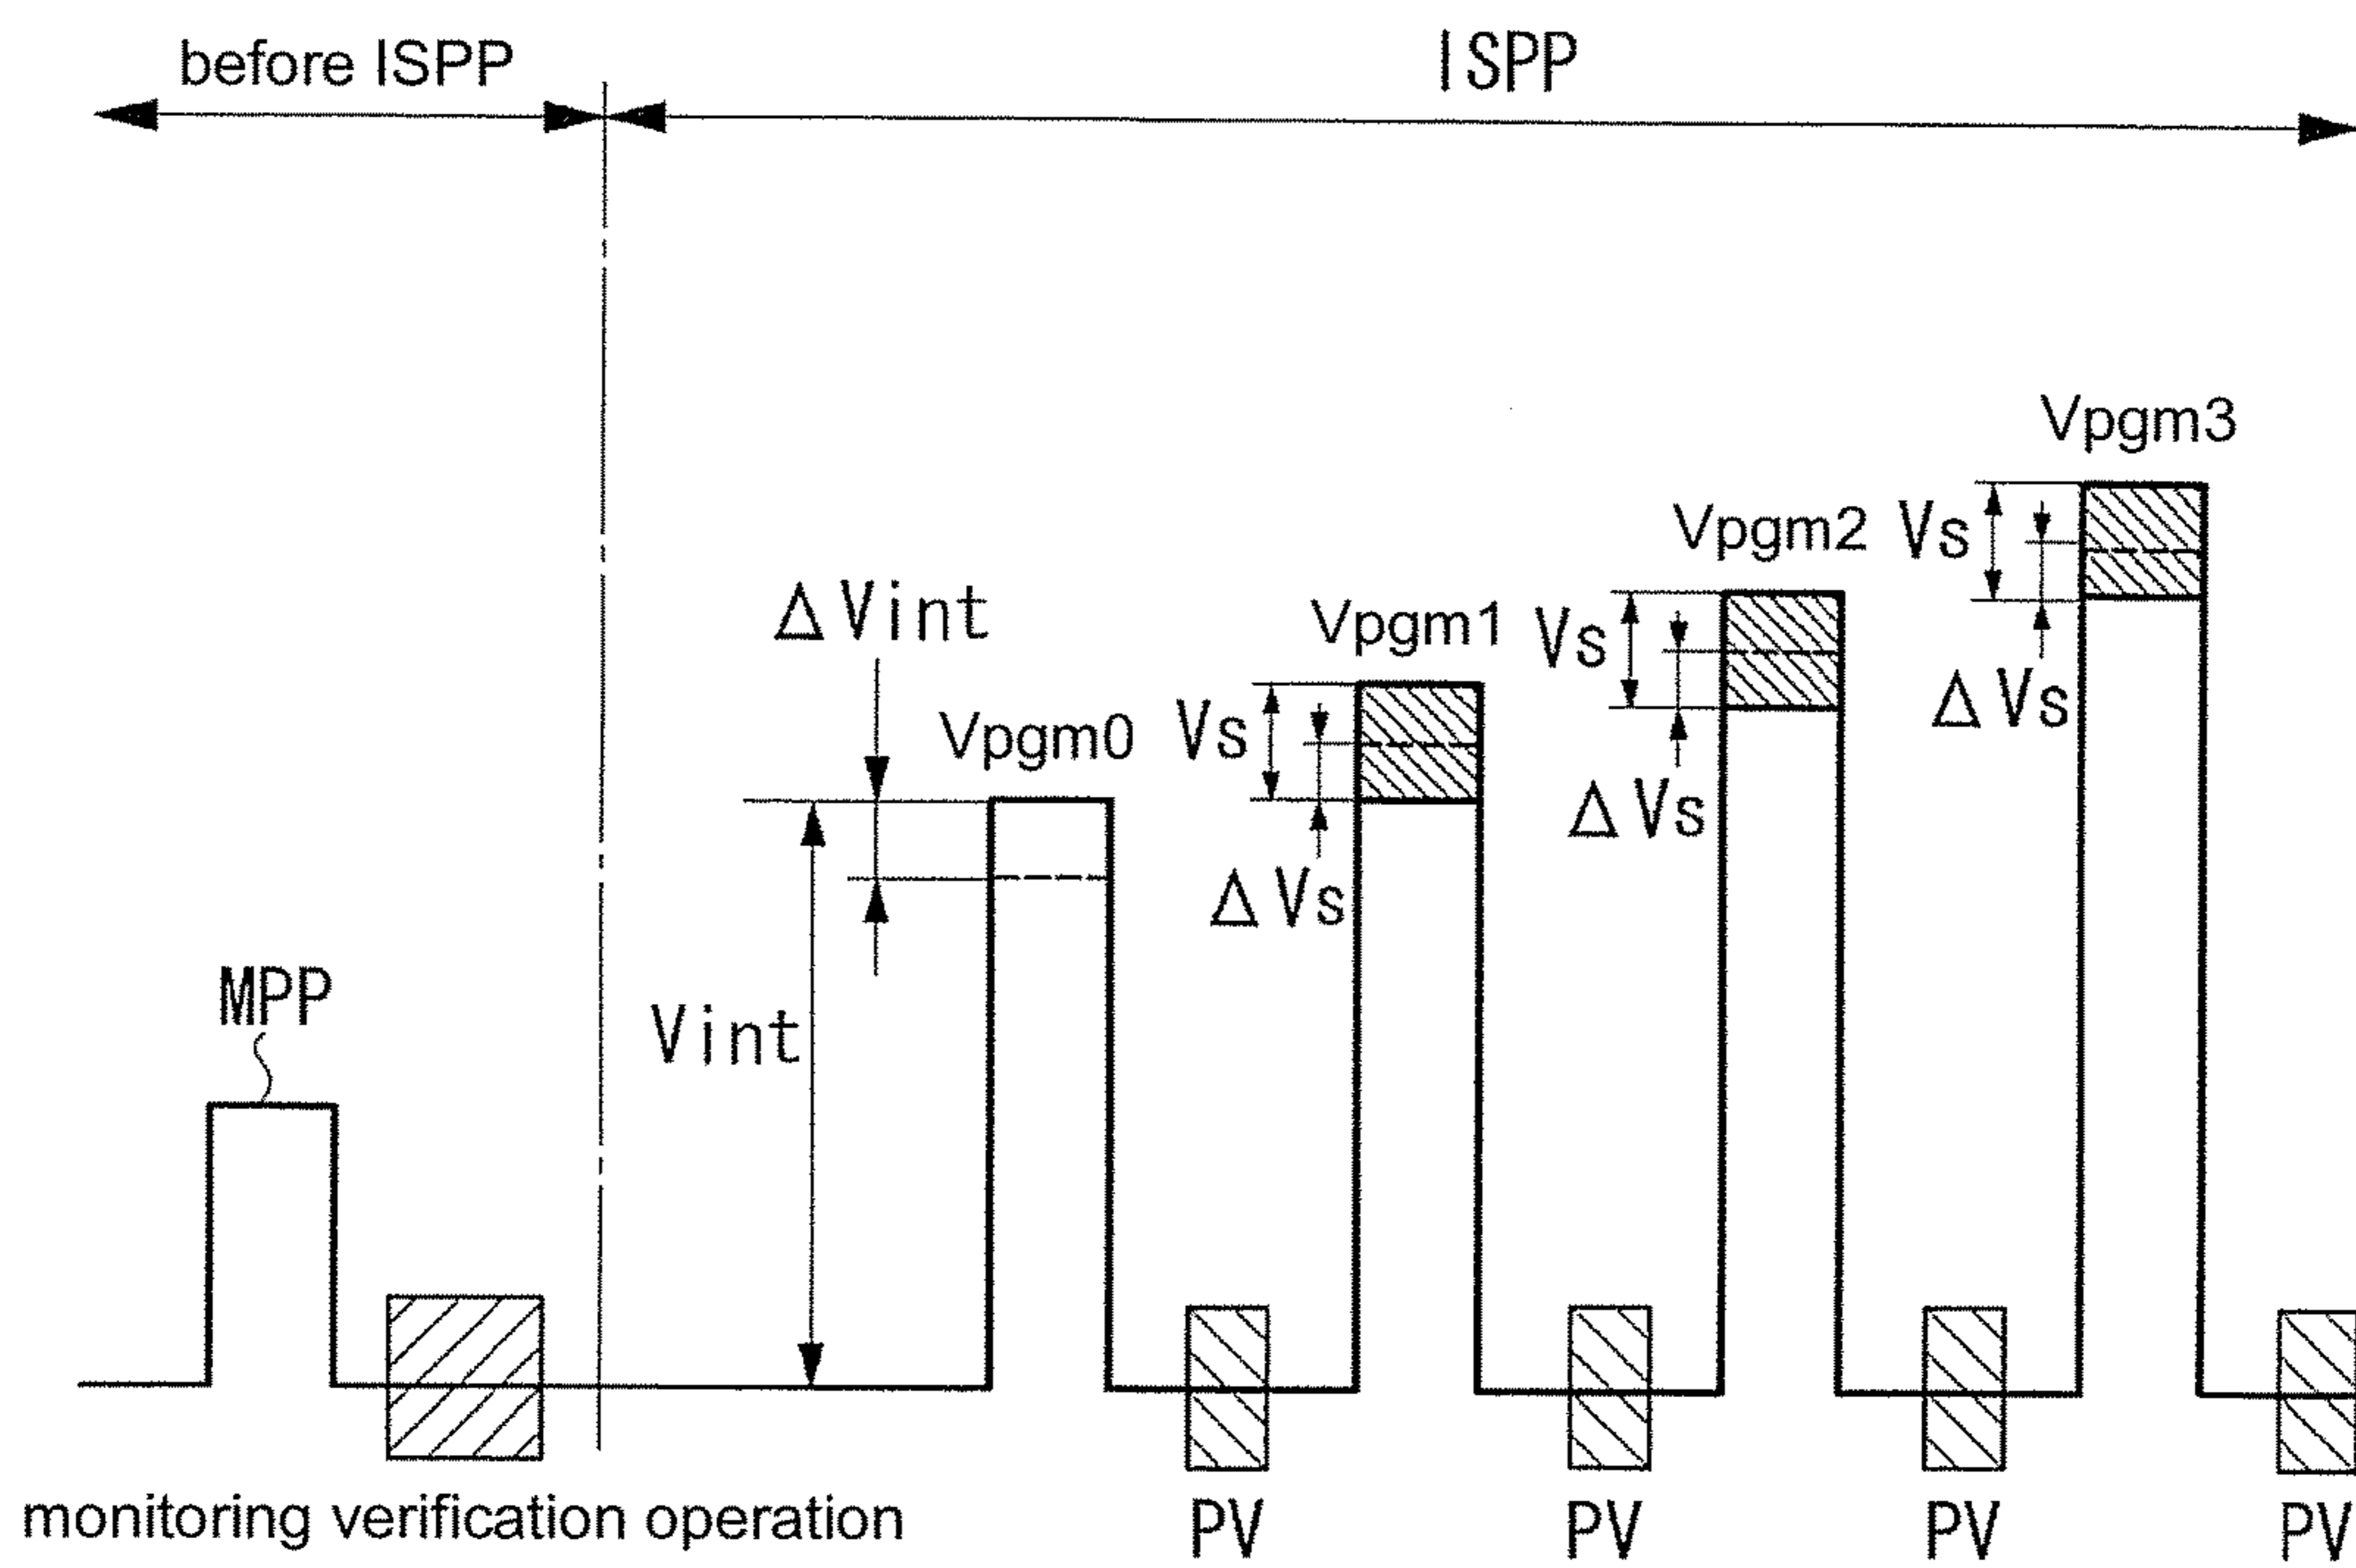 before ISPP
ISPP
Vpgm3
Vpgm2
Vs
ΔVint
Vpgm1
Vs
ΔVs
Vpgm0
Vs
ΔVs
ΔVs
MPP
Vint
monitoring verification operation
PV
PV
PV
PV